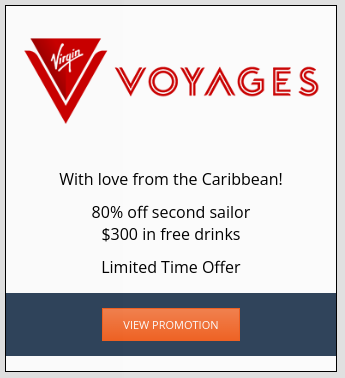 Virgin
VOYAGES
With love from the Caribbean!
80% off second sailor
$300 in free drinks
Limited Time Offer
VIEW PROMOTION